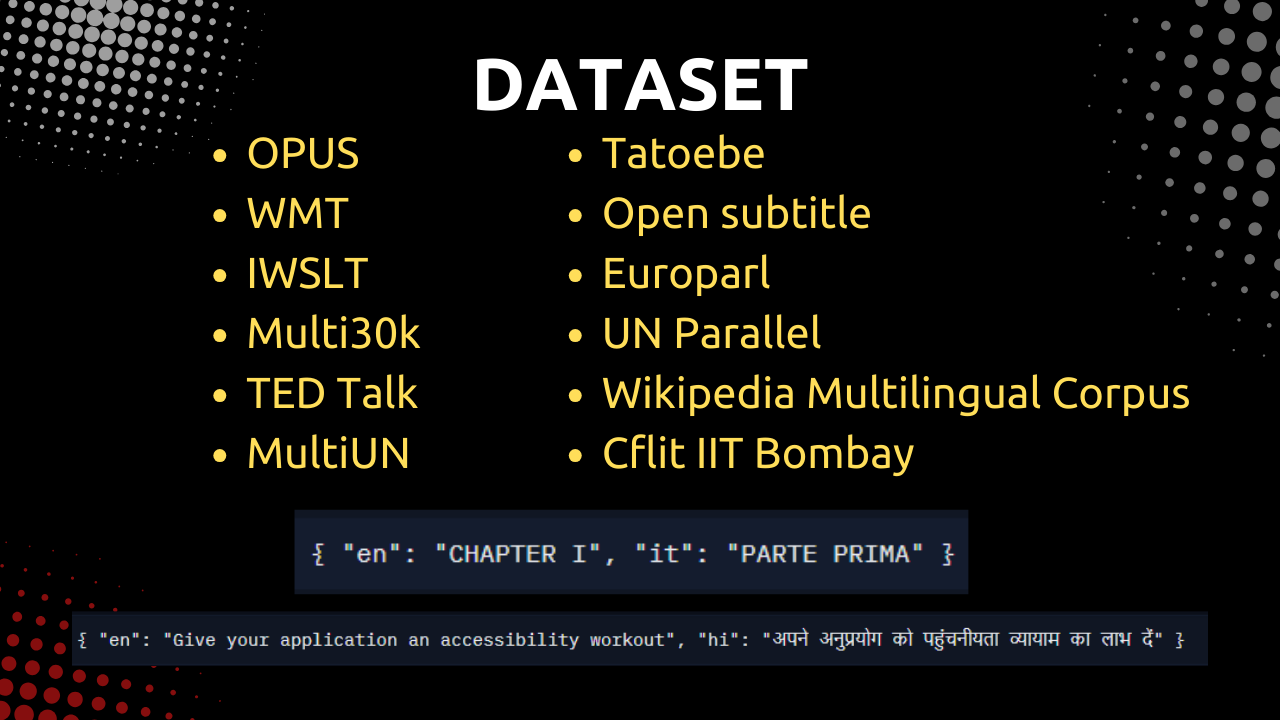 DATASET
• OPUS
• WMT
• IWSLT
• Multi30k
• TED Talk
• MultiUN
• Tatoebe
• Open subtitle
• Europarl
• UN Parallel
• Wikipedia Multilingual Corpus
• Cflit IIT Bombay
{ "en": "CHAPTER I", "it": "PARTE PRIMA" }
{ "en": "Give your application an accessibility workout", "hi": "अपने अनुप्रयोग को पहुंचनीयता व्यायाम का लाभ दें" }